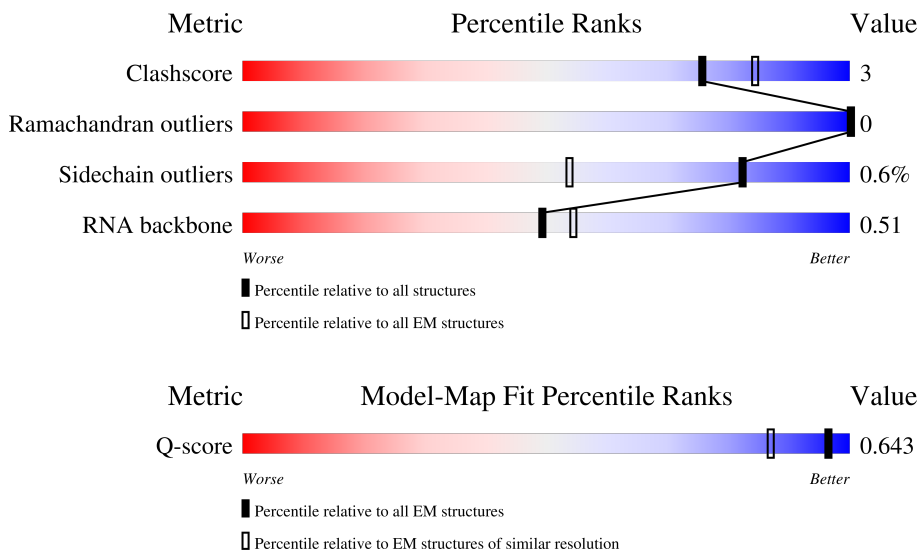 Metric Percentile Ranks Value
Clashscore 3
Ramachandran outliers 0
Sidechain outliers 0.6%
RNA backbone 0.51
Worse Better
Percentile relative to all structures
Percentile relative to all EM structures
Metric Model-Map Fit Percentile Ranks Value
Q-score 0.643
Worse Better
Percentile relative to all EM structures
Percentile relative to EM structures of similar resolution